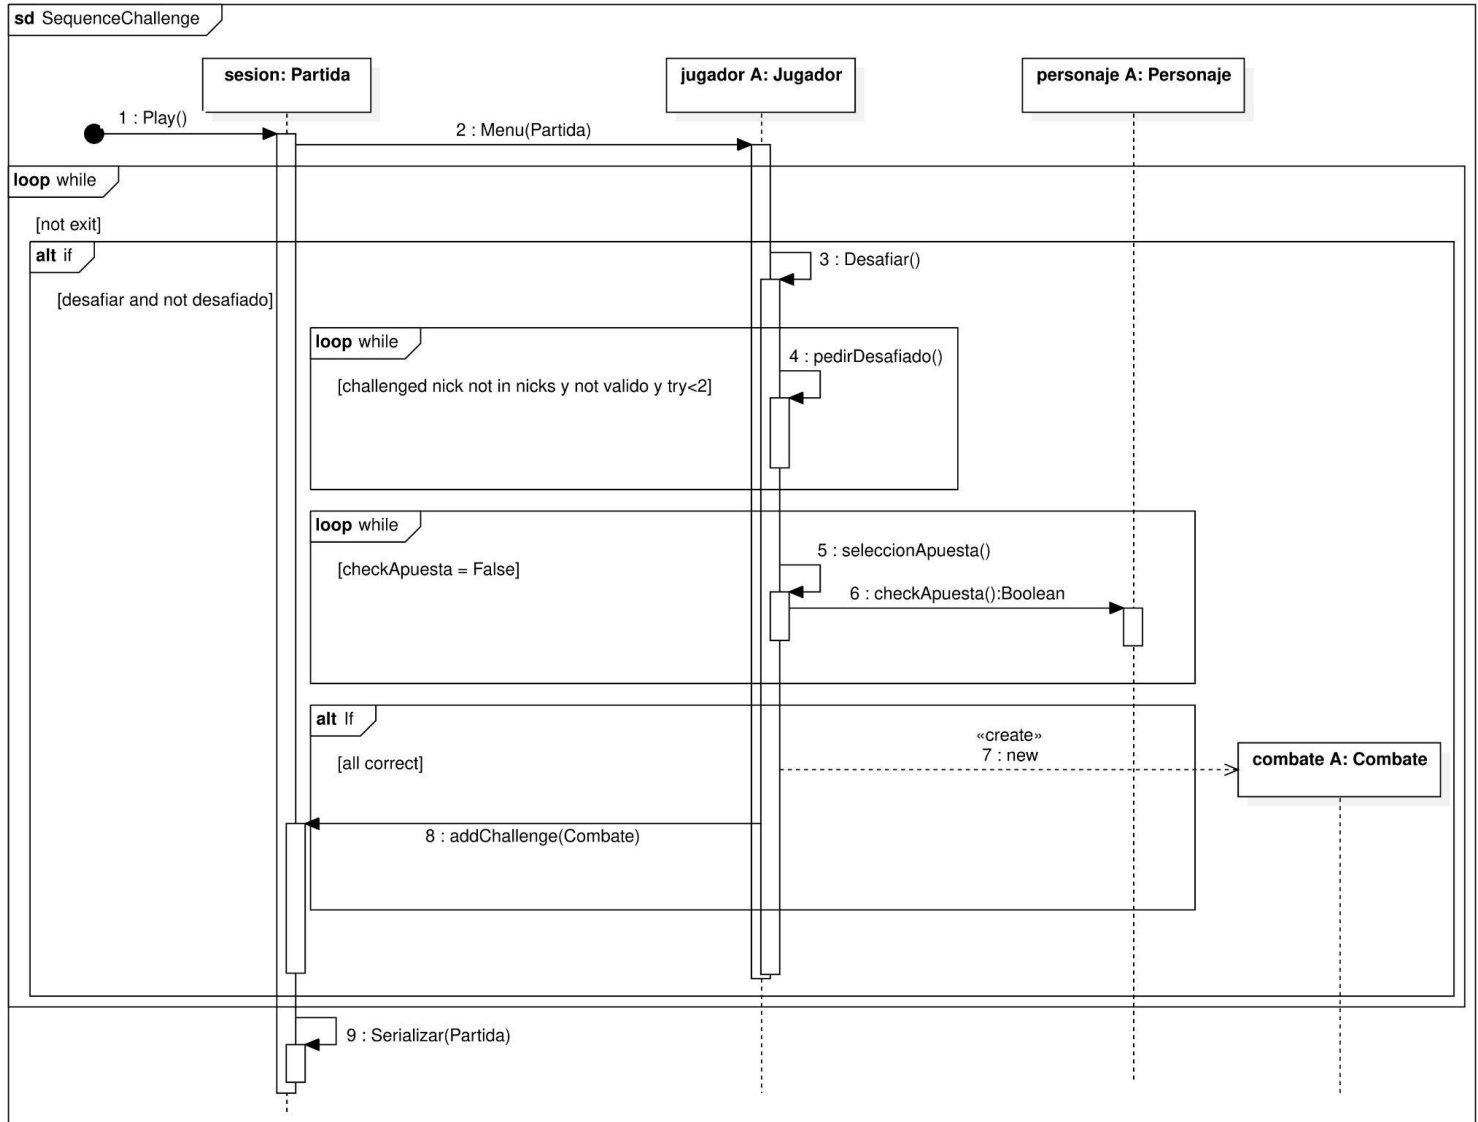 sd SequenceChallenge
sesion: Partida
jugador A: Jugador
personaje A: Personaje
1 : Play()
2 : Menu(Partida)
loop while
[not exit]
alt if
3 : Desafiar()
[desafiar and not desafiado]
loop while
4 : pedirDesafiado()
[challenged nick not in nicks y not valido y try<2]
loop while
5 : seleccionApuesta()
[checkApuesta = False]
6 : checkApuesta():Boolean
alt If
«create»
7 : new
[all correct]
combate A: Combate
8 : addChallenge(Combate)
9 : Serializar(Partida)